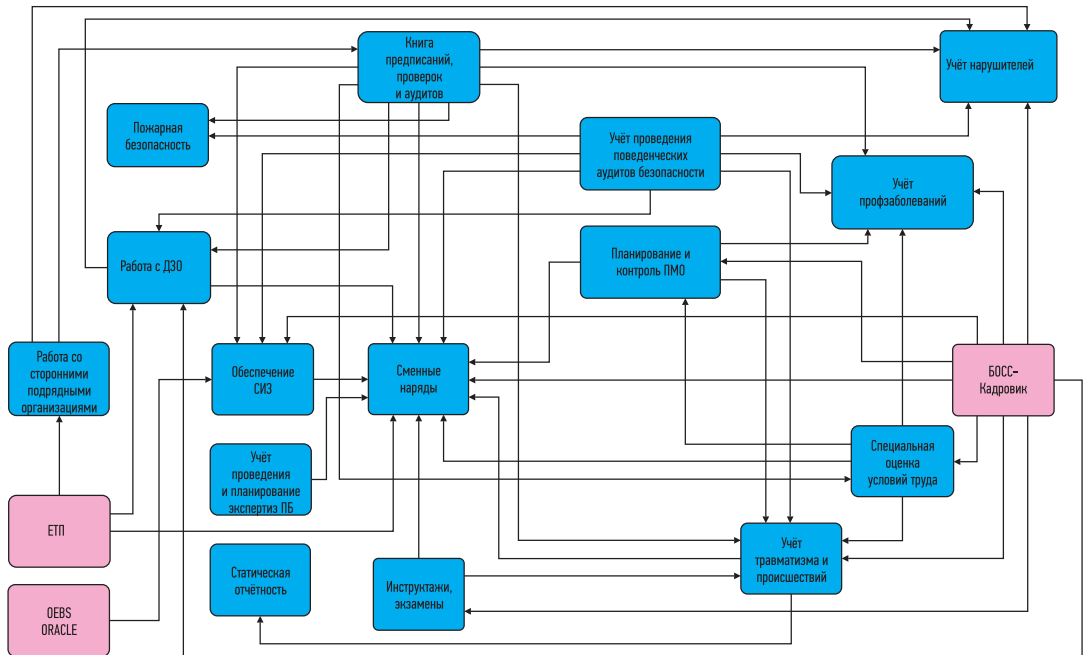 Книга
предписаний,
проверок
и аудитов
Учёт нарушителей
Пожарная
безопасность
Учёт проведения
поведенческих
аудитов безопасности
Учёт
профзаболеваний
Работа с ДЗО
Планирование и
контроль ПМО
Работа со
сторонними
подрядными
организациями
Обеспечение
СИЗ
Сменные
наряды
БОСС–
Кадровик
Учёт
проведения
и планирование
экспертиз ПБ
Специальная
оценка
условий труда
ЕТП
Учёт
травматизма и
происшествий
Статическая
отчётность
Инструктажи,
экзамены
OEBS
ORACLE